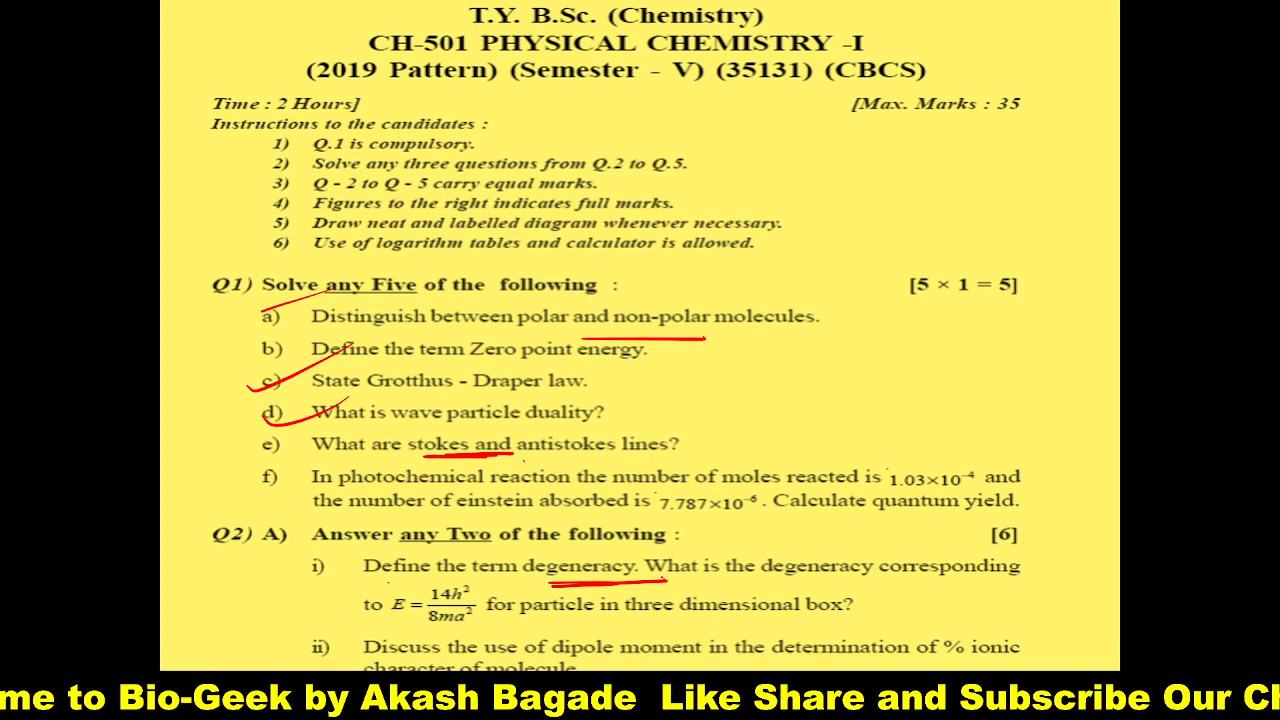 T.Y. B.Sc. (Chemistry)
CH-501 PHYSICAL CHEMISTRY -I
(2019 Pattern) (Semester - V) (35131) (CBCS)
Time : 2 Hours] [Max. Marks : 35
Instructions to the candidates :
1) Q.1 is compulsory.
2) Solve any three questions from Q.2 to Q.5.
3) Q - 2 to Q - 5 carry equal marks.
4) Figures to the right indicates full marks.
5) Draw neat and labelled diagram whenever necessary.
6) Use of logarithm tables and calculator is allowed.
Q1) Solve any Five of the following : [5 × 1 = 5]
a) Distinguish between polar and non-polar molecules.
b) Define the term Zero point energy.
c) State Grotthus - Draper law.
d) What is wave particle duality?
e) What are stokes and antistokes lines?
f) In photochemical reaction the number of moles reacted is 1.03×10⁻⁴ and
the number of einstein absorbed is 7.787×10⁻⁶. Calculate quantum yield.
Q2) A) Answer any Two of the following : [6]
i) Define the term degeneracy. What is the degeneracy corresponding
to E = 14h²/8ma² for particle in three dimensional box?
ii) Discuss the use of dipole moment in the determination of % ionic
character of molecule
me to Bio-Geek by Akash Bagade Like Share and Subscribe Our Ch